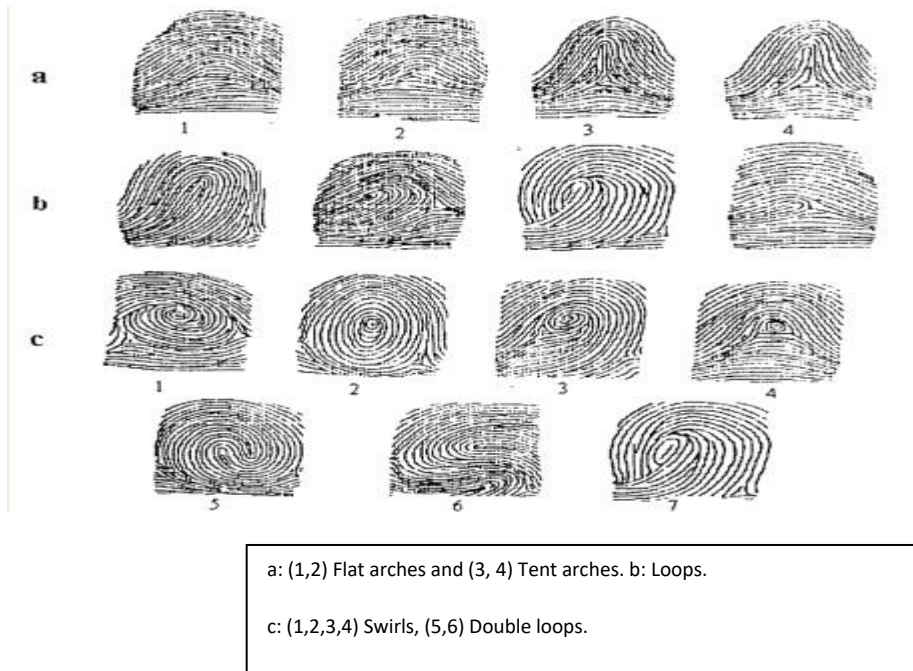 a
1 2 3 4
b
c
1 2 3 4
5 6 7
a: (1,2) Flat arches and (3, 4) Tent arches. b: Loops.
c: (1,2,3,4) Swirls, (5,6) Double loops.